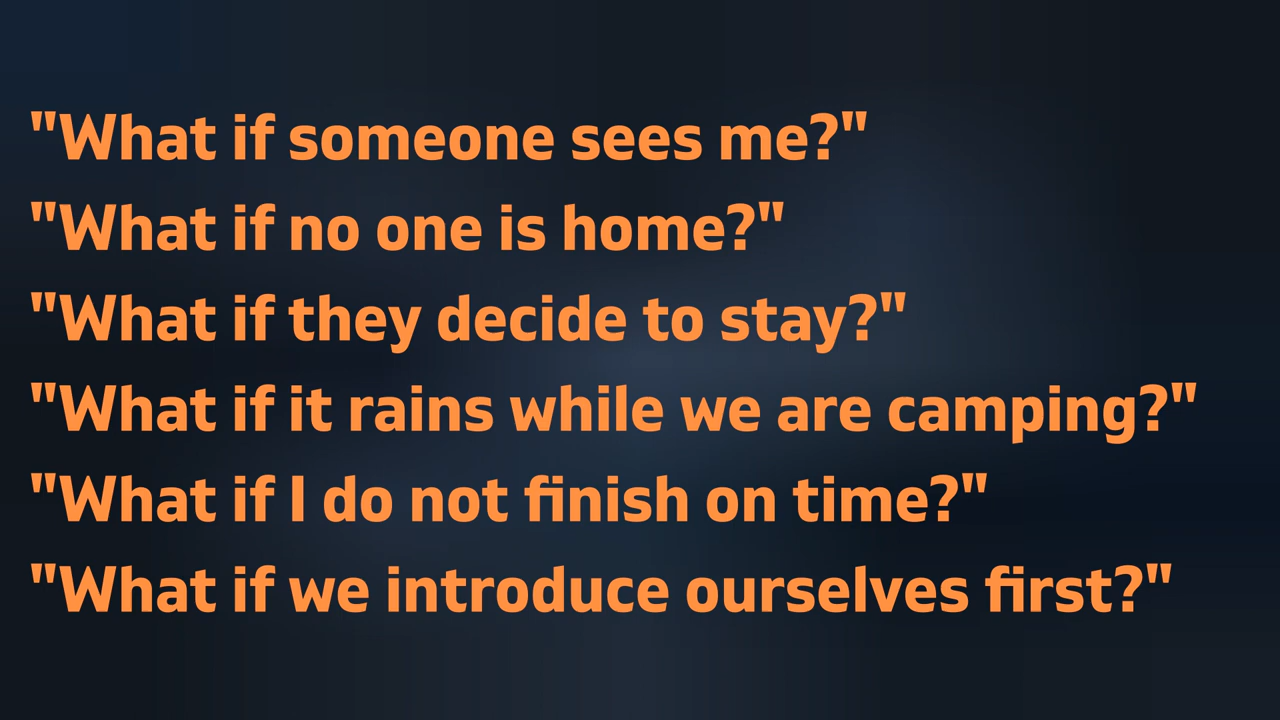 "What if someone sees me?"
"What if no one is home?"
"What if they decide to stay?"
"What if it rains while we are camping?"
"What if I do not finish on time?"
"What if we introduce ourselves first?"